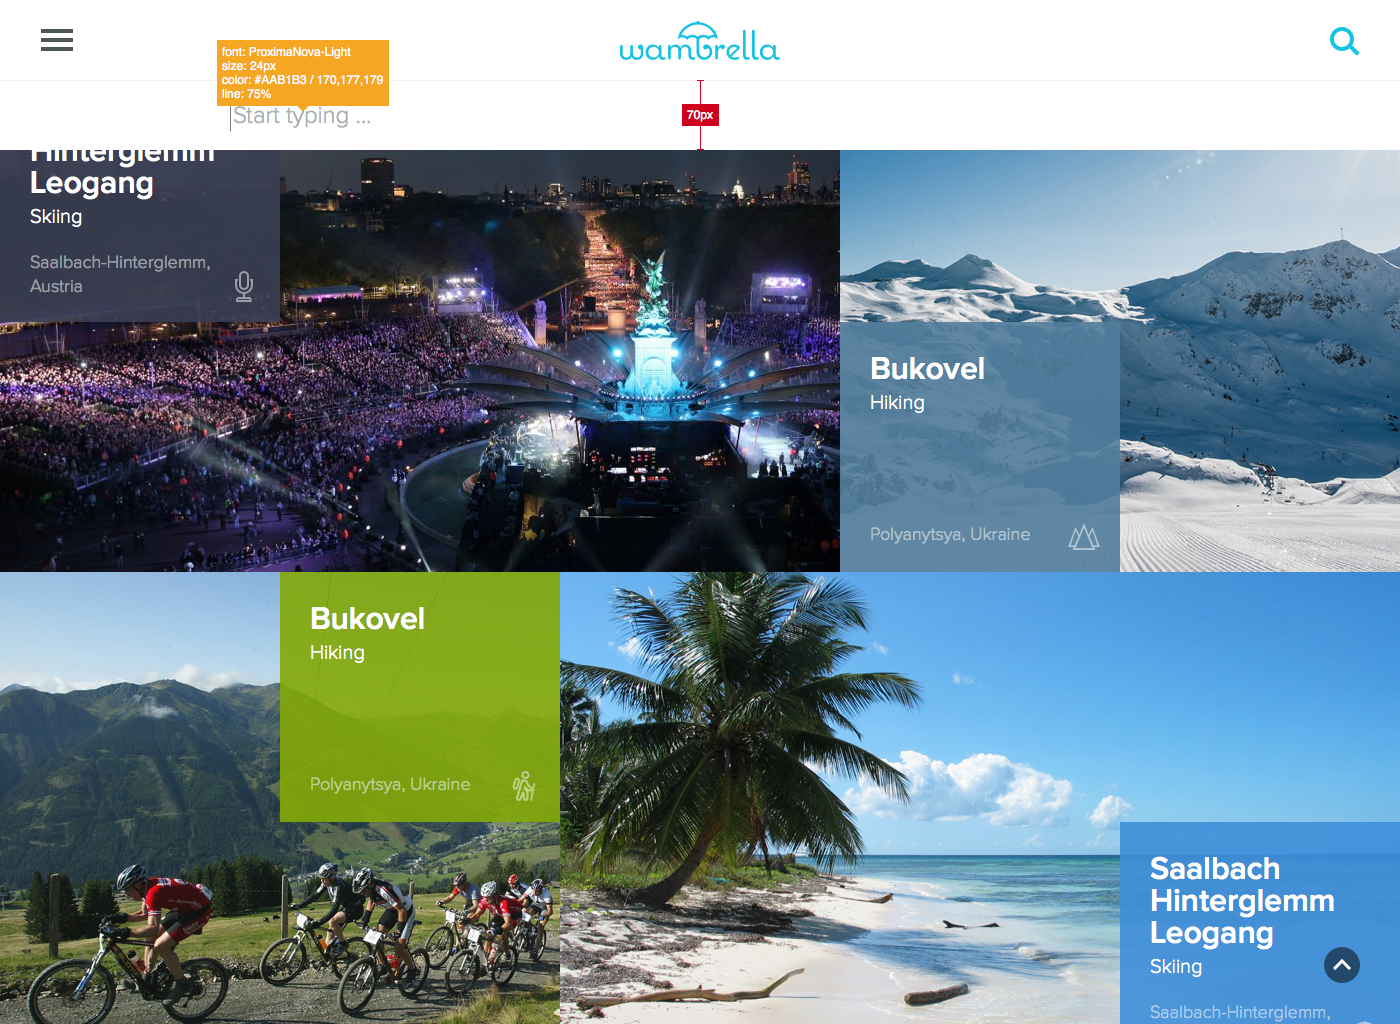 wambrella
font: ProximaNova-Light
size: 24px
color: #AAB1B3 / 170,177,179
line: 75%
Start typing ...
70px
Hinterglemm
Leogang
Skiing
Saalbach-Hinterglemm,
Austria
Bukovel
Hiking
Polyanytsya, Ukraine
Bukovel
Hiking
Polyanytsya, Ukraine
Saalbach
Hinterglemm
Leogang
Skiing
Saalbach-Hinterglemm,